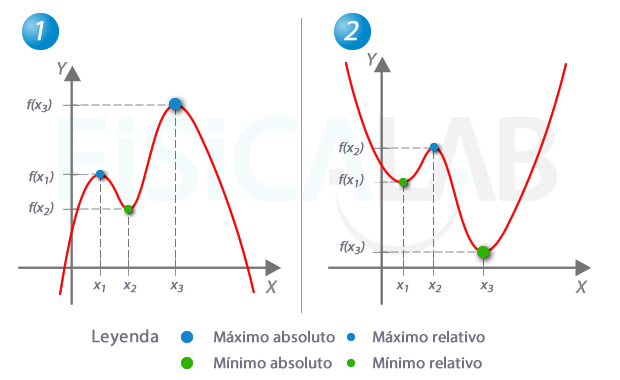 1
Y
f(x3)
f(x1)
f(x2)
x1 x2 x3 X
2
Y
f(x2)
f(x1)
f(x3)
x1 x2 x3 X
FiSiCALAB
Leyenda
Máximo absoluto Máximo relativo
Mínimo absoluto Mínimo relativo